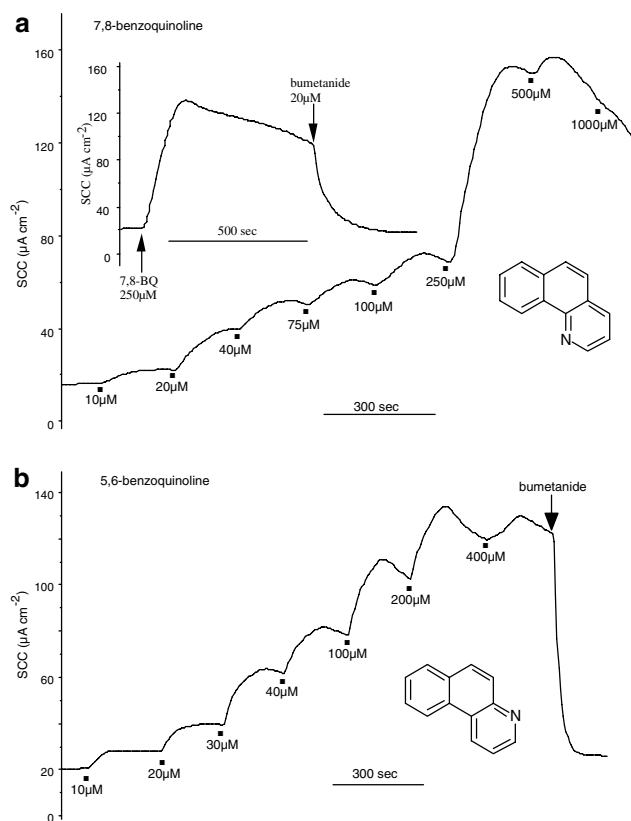 a
7,8-benzoquinoline
SCC (µA cm-2)
160
120
80
40
0
SCC (µA cm-2)
160
120
80
40
0
bumetanide
20µM
500 sec
7,8-BQ
250µM
10µM
20µM
40µM
75µM
100µM
250µM
500µM
1000µM
N
300 sec
b
5,6-benzoquinoline
SCC (µA cm-2)
140
100
60
20
0
bumetanide
10µM
20µM
30µM
40µM
100µM
200µM
400µM
N
300 sec